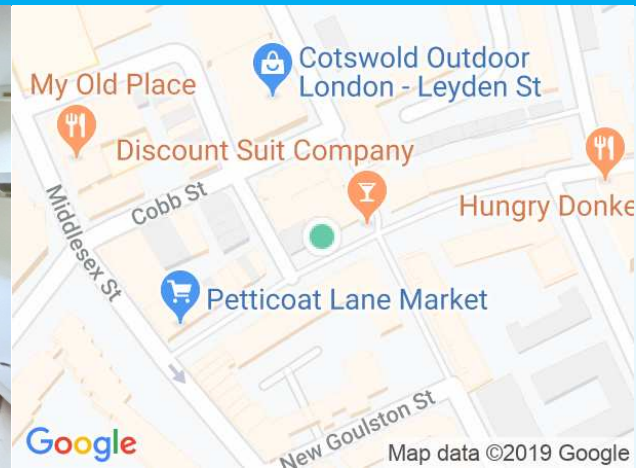 Cotswold Outdoor
London - Leyden St
My Old Place
Discount Suit Company
Cobb St
Hungry Donke
Middlesex St
Petticoat Lane Market
New Goulston St
Google
Map data ©2019 Google